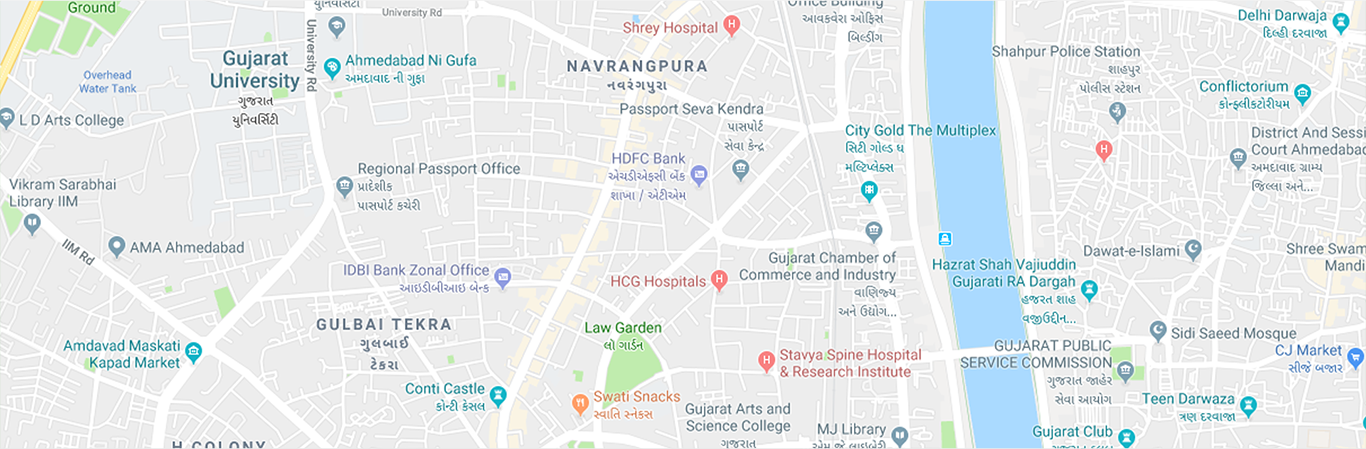 Ground
યુનિવર્સિટી
University Rd
University Rd
Gujarat
University
ગુજરાત
યુનિવર્સિટી
Overhead
Water Tank
Ahmedabad Ni Gufa
અમદાવાદ ની ગુફા
L D Arts College
Vikram Sarabhai
Library IIM
IIM Rd
AMA Ahmedabad
Regional Passport Office
પ્રાદેશીક
પાસપોર્ટ કચેરી
IDBI Bank Zonal Office
આઇડીબીઆઇ બેન્ક
GULBAI TEKRA
ગુલબાઈ
ટેકરા
Amdavad Maskati
Kapad Market
Conti Castle
કોન્ટી કેસલ
H COLONY
Shrey Hospital
NAVRANGPURA
નવરંગપુરા
Passport Seva Kendra
પાસપોર્ટ
સેવા કેન્દ્ર
HDFC Bank
એચડીએફસી બેંક
શાખા / એટીએમ
HCG Hospitals
Law Garden
લો ગાર્ડન
Swati Snacks
સ્વાતિ સ્નેકસ
Stavya Spine Hospital
& Research Institute
Gujarat Arts and
Science College
ગુજરાત
MJ Library
Office Building
આવકવેરા ઓફિસ
બિલ્ડીંગ
City Gold The Multiplex
સિટી ગોલ્ડ ધ
મલ્ટિપ્લેક્સ
Gujarat Chamber of
Commerce and Industry
વાણિજ્ય
અને ઉદ્યોગ...
Delhi Darwaja
દિલ્હી દરવાજા
Shahpur Police Station
શાહપુર
પોલીસ સ્ટેશન
Conflictorium
કોન્ફ્લીક્ટોરીયમ
District And Sess
Court Ahmedabad
અમદાવાદ ગ્રામ્ય
જિલ્લા અને...
Dawat-e-Islami
Shree Swam
Mandi
Hazrat Shah Vajiuddin
Gujarati RA Dargah
હજરત શાહ
વજીઉદ્દીન...
Sidi Saeed Mosque
GUJARAT PUBLIC
SERVICE COMMISSION
ગુજરાત જાહેર
સેવા આયોગ
CJ Market
સીજે બજાર
Teen Darwaza
ત્રણ દરવાજા
Gujarat Club